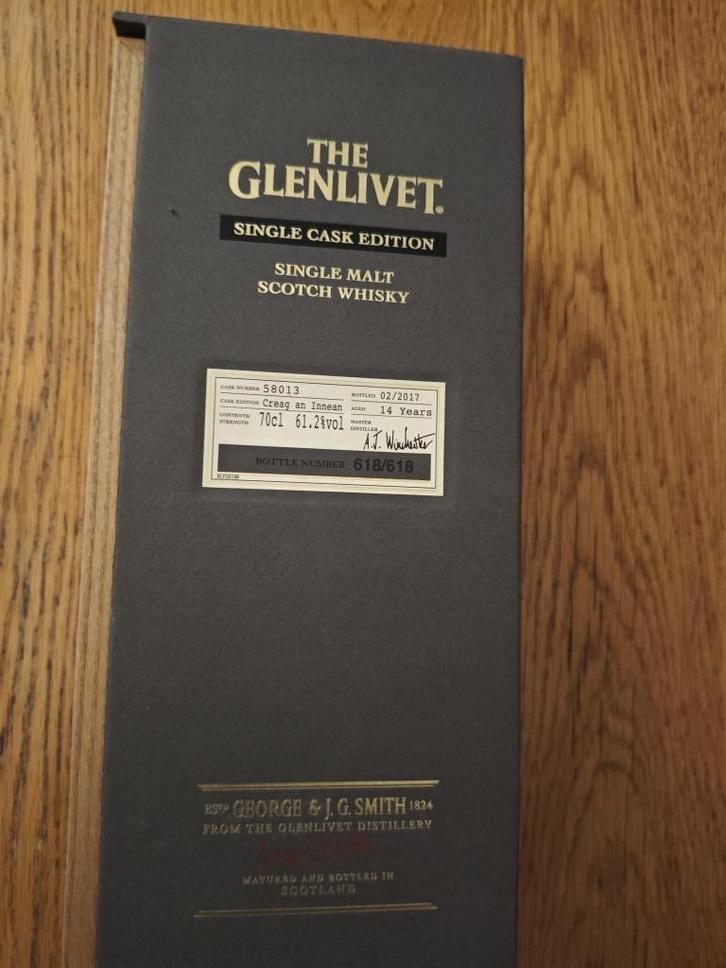 THE
GLENLIVET®
SINGLE CASK EDITION
SINGLE MALT
SCOTCH WHISKY
CASK NUMBER 58013 BOTTLED 02/2017
CASK EDITION Creag an Innean AGED 14 Years
CONTENTS/STRENGTH 70cl 61.2%vol MASTER DISTILLER A.J. Winchester
BOTTLE NUMBER 618/618
ESTD GEORGE & J. G. SMITH 1824
FROM THE GLENLIVET DISTILLERY
MATURED AND BOTTLED IN
SCOTLAND